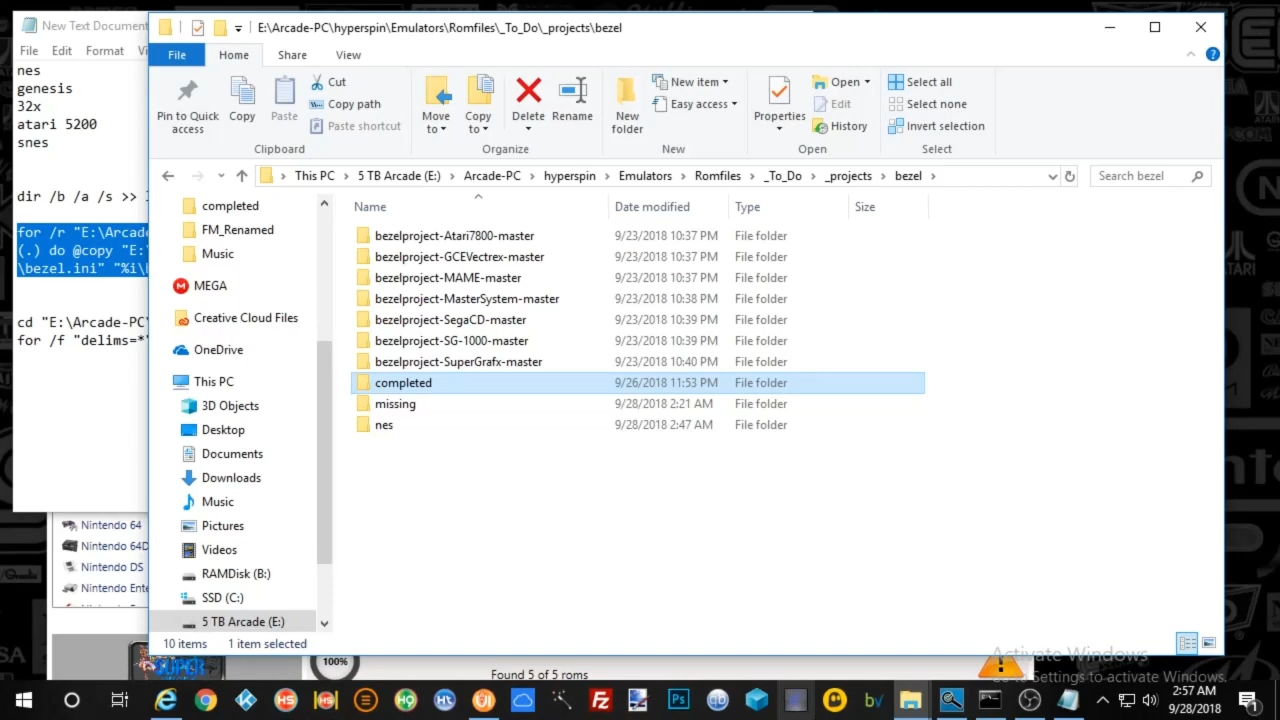 New Text Document
File Edit Format Vi
nes
genesis
32x
atari 5200
snes
dir /b /a /s >> 
for /r "E:\Arcade
(.) do @copy "E:\
\bezel.ini" "%i\
cd "E:\Arcade-PC\
for /f "delims=*"
Nintendo 64
Nintendo 64D
Nintendo DS
Nintendo Ente
E:\Arcade-PC\hyperspin\Emulators\Romfiles\_To_Do\_projects\bezel
File Home Share View
Pin to Quick access
Copy
Paste
Cut
Copy path
Paste shortcut
Clipboard
Move to
Copy to
Delete
Rename
Organize
New folder
New item
Easy access
New
Properties
Open
Edit
History
Open
Select all
Select none
Invert selection
Select
This PC > 5 TB Arcade (E:) > Arcade-PC > hyperspin > Emulators > Romfiles > _To_Do > _projects > bezel >
Search bezel
completed
FM_Renamed
Music
MEGA
Creative Cloud Files
OneDrive
This PC
3D Objects
Desktop
Documents
Downloads
Music
Pictures
Videos
RAMDisk (B:)
SSD (C:)
5 TB Arcade (E:)
Name Date modified Type Size
bezelproject-Atari7800-master 9/23/2018 10:37 PM File folder
bezelproject-GCEVectrex-master 9/23/2018 10:37 PM File folder
bezelproject-MAME-master 9/23/2018 10:37 PM File folder
bezelproject-MasterSystem-master 9/23/2018 10:38 PM File folder
bezelproject-SegaCD-master 9/23/2018 10:39 PM File folder
bezelproject-SG-1000-master 9/23/2018 10:39 PM File folder
bezelproject-SuperGrafx-master 9/23/2018 10:40 PM File folder
completed 9/26/2018 11:53 PM File folder
missing 9/28/2018 2:21 AM File folder
nes 9/28/2018 2:47 AM File folder
10 items 1 item selected
SUPER
100%
Found 5 of 5 roms
Activate Windows
Go to Settings to activate Windows.
2:57 AM
9/28/2018